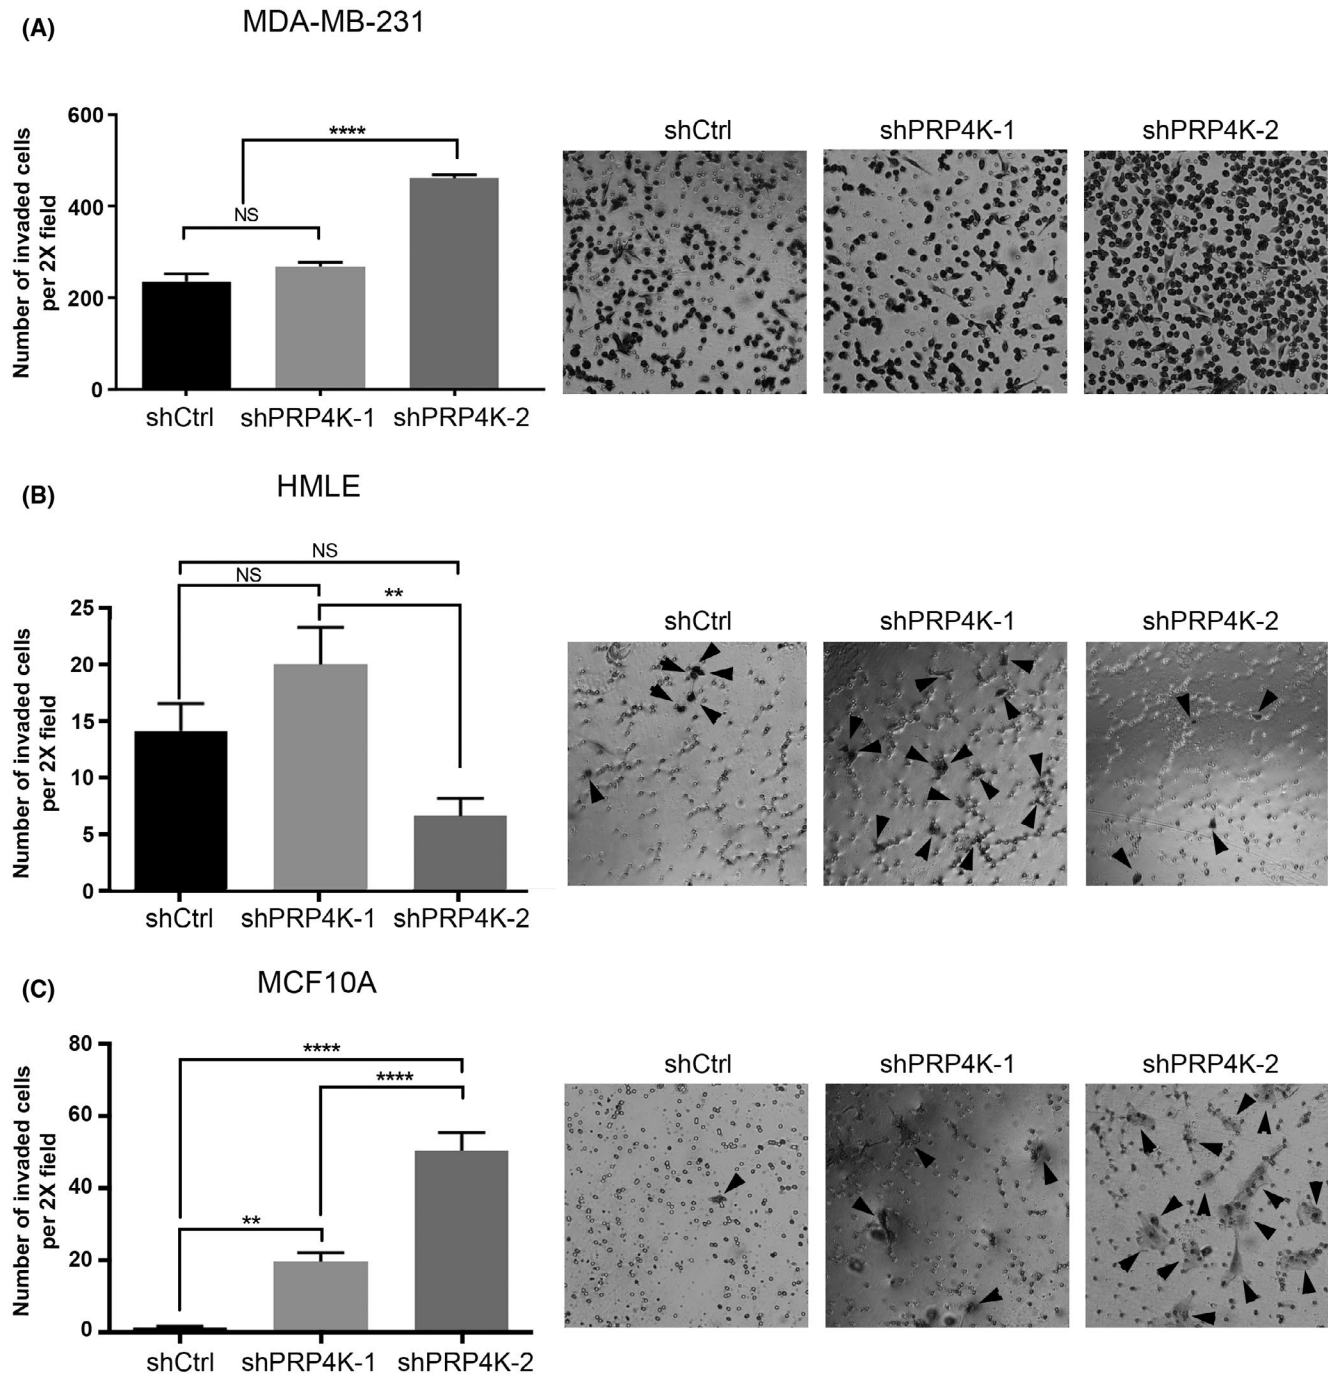 (A)
MDA-MB-231
Number of invaded cells
per 2X field
600
400
200
0
****
NS
shCtrl
shPRP4K-1
shPRP4K-2
shCtrl
shPRP4K-1
shPRP4K-2
(B)
HMLE
Number of invaded cells
per 2X field
25
20
15
10
5
0
NS
NS
**
shCtrl
shPRP4K-1
shPRP4K-2
shCtrl
shPRP4K-1
shPRP4K-2
(C)
MCF10A
Number of invaded cells
per 2X field
80
60
40
20
0
****
****
**
shCtrl
shPRP4K-1
shPRP4K-2
shCtrl
shPRP4K-1
shPRP4K-2